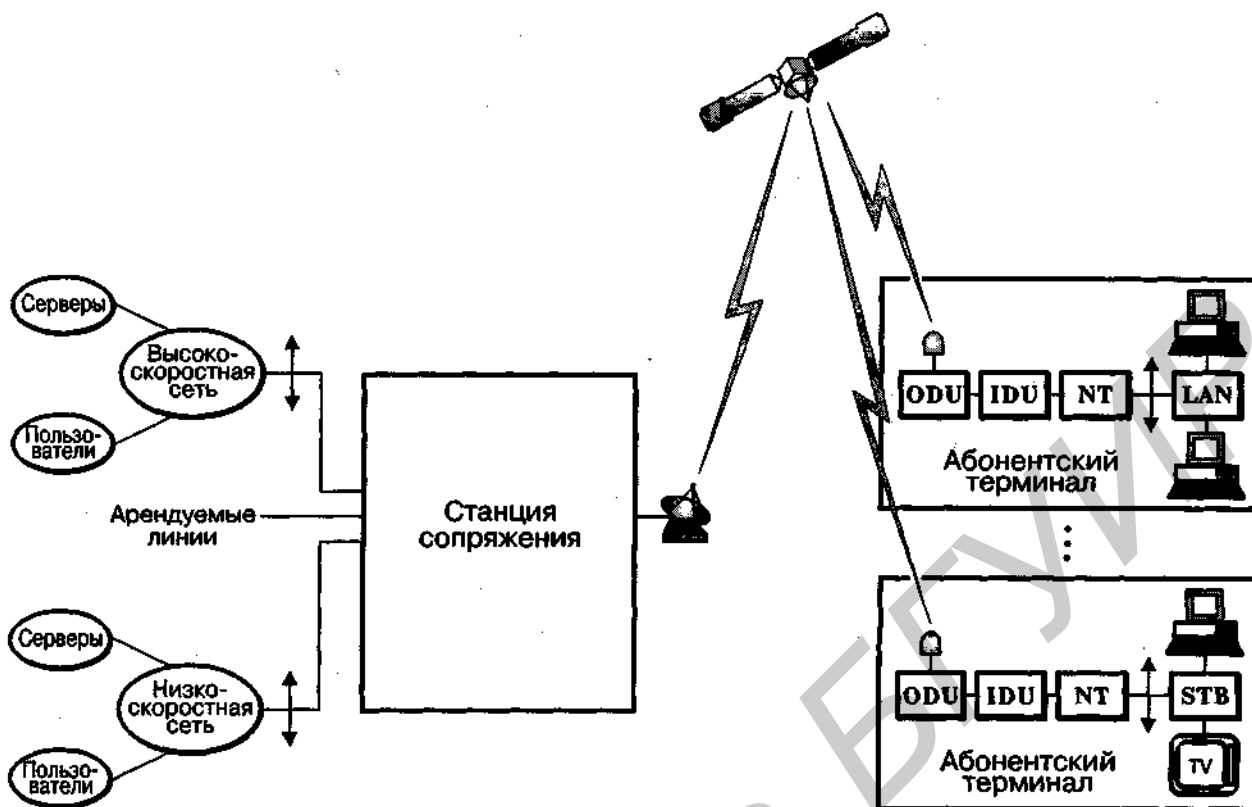 Серверы
Высоко-
скоростная
сеть
Пользо-
ватели
Арендуемые
линии
Серверы
Низко-
скоростная
сеть
Пользо-
ватели
Станция
сопряжения
ODU IDU NT LAN
Абонентский
терминал
ODU IDU NT STB
TV
Абонентский
терминал
БГУИР